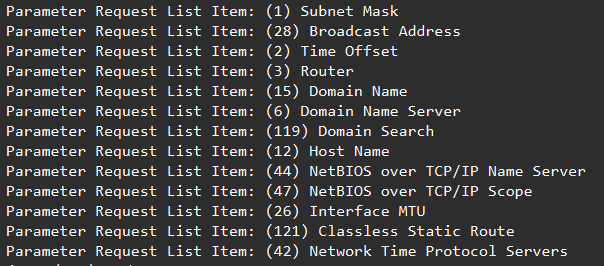 Parameter Request List Item: (1) Subnet Mask
Parameter Request List Item: (28) Broadcast Address
Parameter Request List Item: (2) Time Offset
Parameter Request List Item: (3) Router
Parameter Request List Item: (15) Domain Name
Parameter Request List Item: (6) Domain Name Server
Parameter Request List Item: (119) Domain Search
Parameter Request List Item: (12) Host Name
Parameter Request List Item: (44) NetBIOS over TCP/IP Name Server
Parameter Request List Item: (47) NetBIOS over TCP/IP Scope
Parameter Request List Item: (26) Interface MTU
Parameter Request List Item: (121) Classless Static Route
Parameter Request List Item: (42) Network Time Protocol Servers